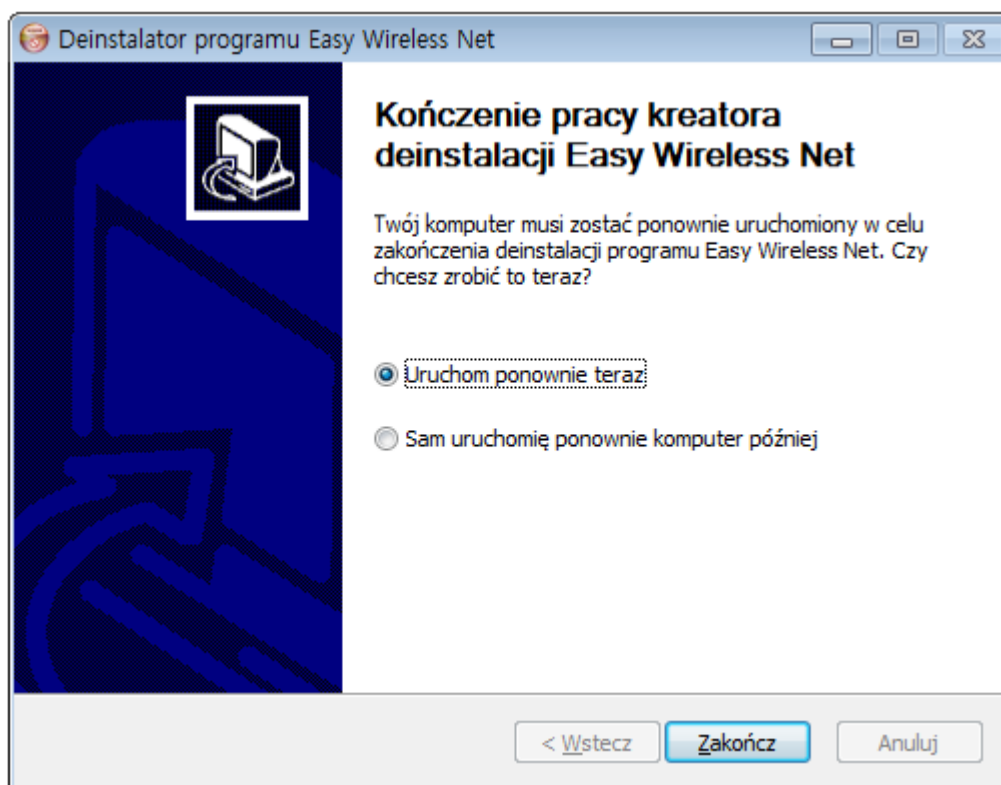 Deinstalator programu Easy Wireless Net
Kończenie pracy kreatora
deinstalacji Easy Wireless Net
Twój komputer musi zostać ponownie uruchomiony w celu
zakończenia deinstalacji programu Easy Wireless Net. Czy
chcesz zrobić to teraz?
Uruchom ponownie teraz
Sam uruchomię ponownie komputer później
< Wstecz
Zakończ
Anuluj